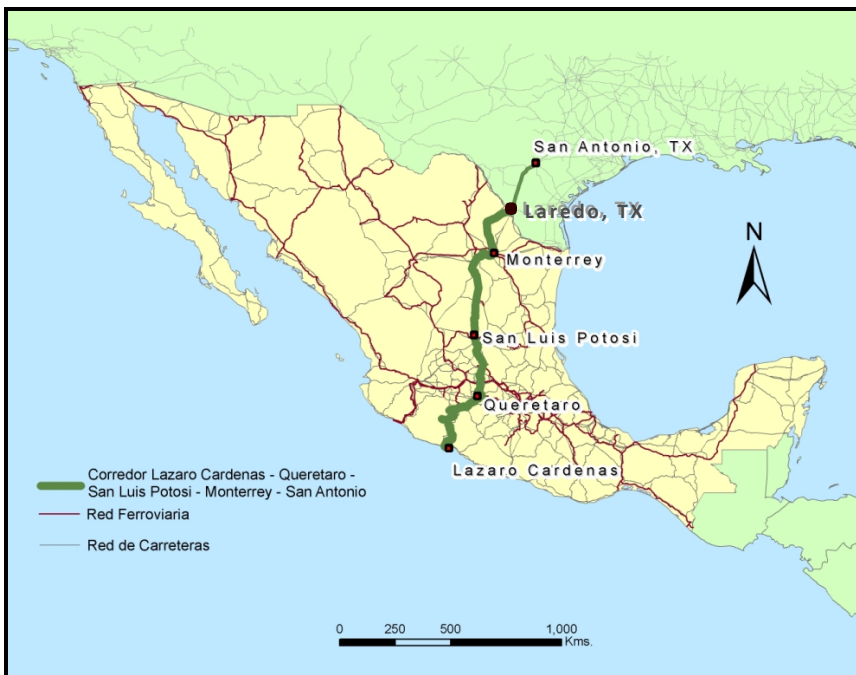 San Antonio, TX
Laredo, TX
N
Monterrey
San Luis Potosi
Queretaro
Lazaro Cardenas
Corredor Lazaro Cardenas - Queretaro -
San Luis Potosi - Monterrey - San Antonio
Red Ferroviaria
Red de Carreteras
0 250 500 1,000
Kms.